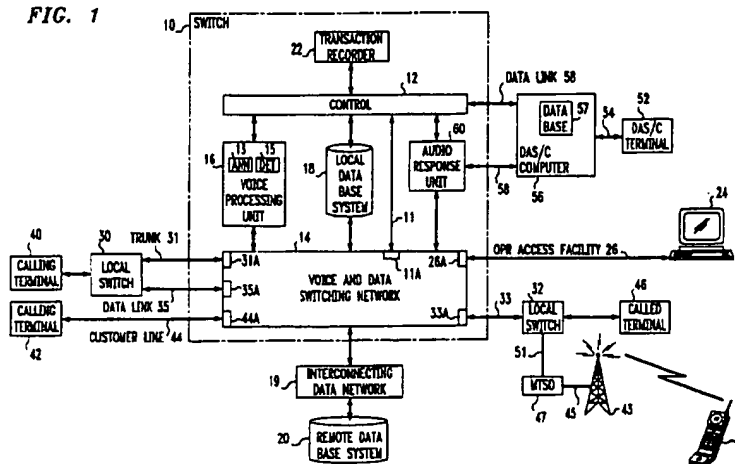 FIG. 1
10
SWITCH
22
TRANSACTION
RECORDER
12
CONTROL
DATA LINK 58
DATA
BASE
57
DAS/C
COMPUTER
56
54
52
DAS/C
TERMINAL
16
13
15
ANN
DET
VOICE
PROCESSING
UNIT
18
LOCAL
DATA
BASE
SYSTEM
11
60
AUDIO
RESPONSE
UNIT
58
24
40
CALLING
TERMINAL
30
LOCAL
SWITCH
TRUNK 31
DATA LINK 35
42
CALLING
TERMINAL
CUSTOMER LINE 44
14
31A
35A
44A
11A
26A
33A
VOICE AND DATA
SWITCHING NETWORK
OPR ACCESS FACILITY 26
33
32
LOCAL
SWITCH
46
CALLED
TERMINAL
51
MTSO
47
45
43
19
INTERCONNECTING
DATA NETWORK
20
REMOTE DATA
BASE SYSTEM